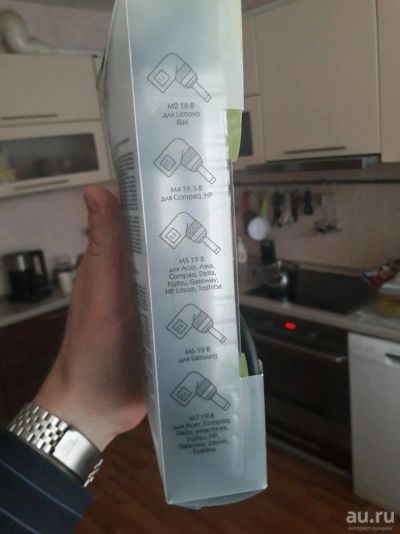 M2 16 В
для Lenovo
IBM
M4 18.5 В
для Compaq, HP
M5 19 В
для Acer, Asus,
Compaq, Delta,
Fujitsu, Gateway,
HP, Liteon, Toshiba
M6 19 В
для Samsung
M7 19 В
для Acer, Compaq,
Delta, eMachines,
Fujitsu, HP,
Gateway, Liteon,
Toshiba
au.ru
интернет-аукцион